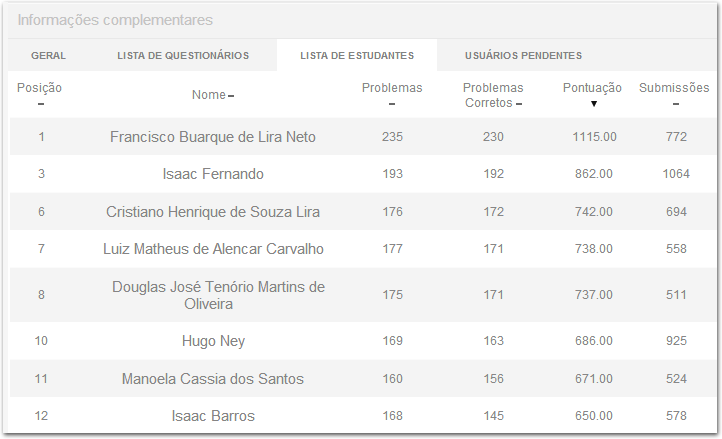 Informações complementares
GERAL LISTA DE QUESTIONÁRIOS LISTA DE ESTUDANTES USUÁRIOS PENDENTES
Posição Nome Problemas Problemas Corretos Pontuação ▼ Submissões
1 Francisco Buarque de Lira Neto 235 230 1115.00 772
3 Isaac Fernando 193 192 862.00 1064
6 Cristiano Henrique de Souza Lira 176 172 742.00 694
7 Luiz Matheus de Alencar Carvalho 177 171 738.00 558
8 Douglas José Tenório Martins de Oliveira 175 171 737.00 511
10 Hugo Ney 169 163 686.00 925
11 Manoela Cassia dos Santos 160 156 671.00 524
12 Isaac Barros 168 145 650.00 578